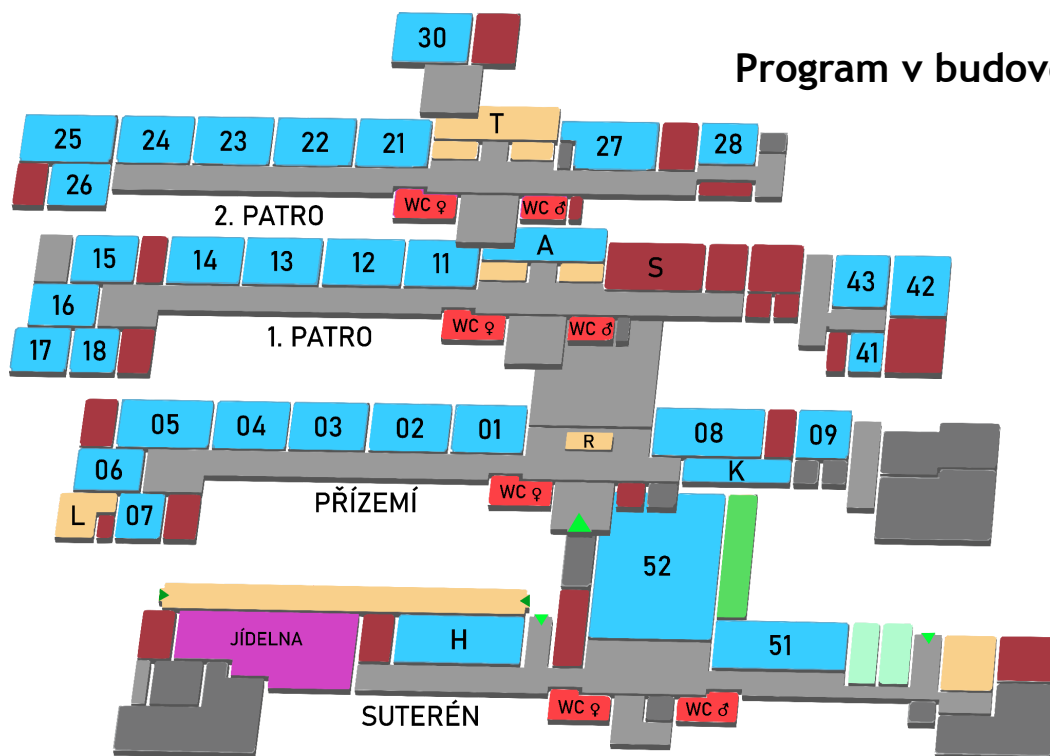 30
Program v budově
T
25 24 23 22 21 27 28
26
WC ♀ WC ♂
2. PATRO
A
15 14 13 12 11 S 43 42
16
WC ♀ WC ♂
1. PATRO
17 18 41
05 04 03 02 01 R 08 09
06 K
WC ♀
PŘÍZEMÍ
L 07
52
JÍDELNA H 51
SUTERÉN WC ♀ WC ♂